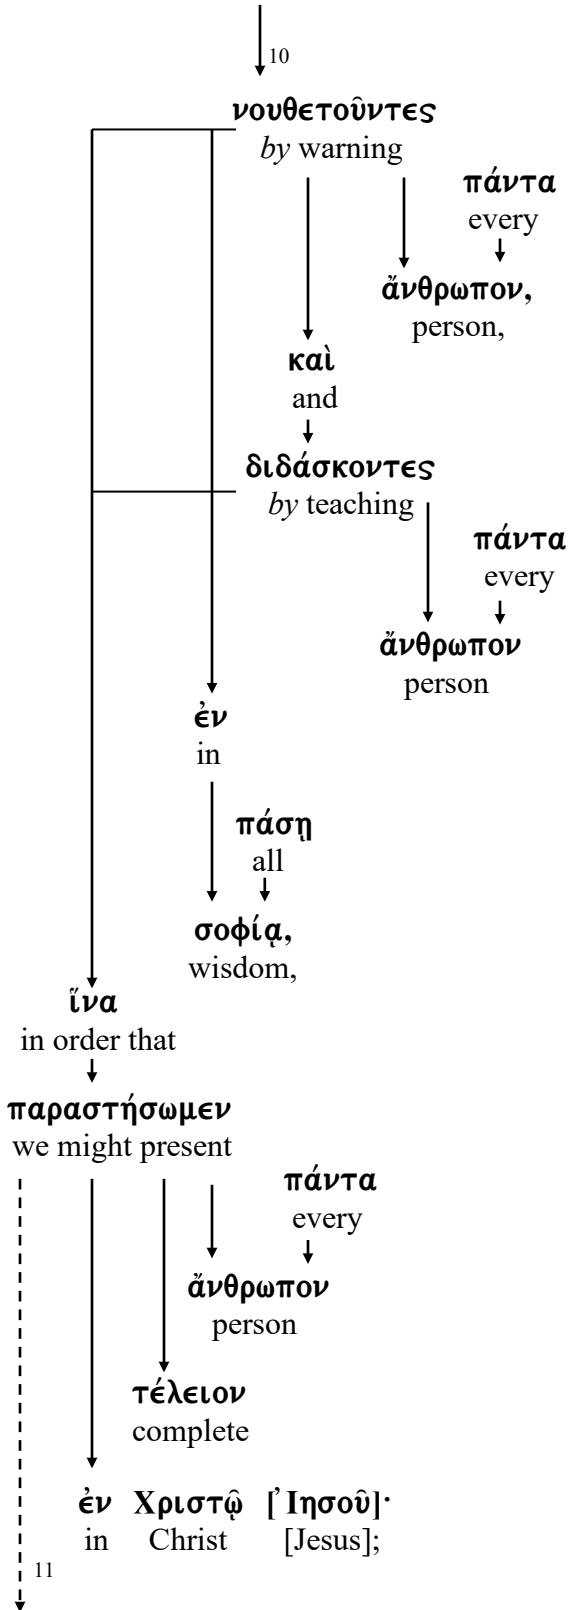 10
νουθετοῦντες
by warning
πάντα
every
ἄνθρωπον,
person,
καὶ
and
διδάσκοντες
by teaching
πάντα
every
ἄνθρωπον
person
ἐν
in
πάσῃ
all
σοφίᾳ,
wisdom,
ἵνα
in order that
παραστήσωμεν
we might present
πάντα
every
ἄνθρωπον
person
τέλειον
complete
ἐν Χριστῷ [Ἰησοῦ]·
in Christ [Jesus];
11